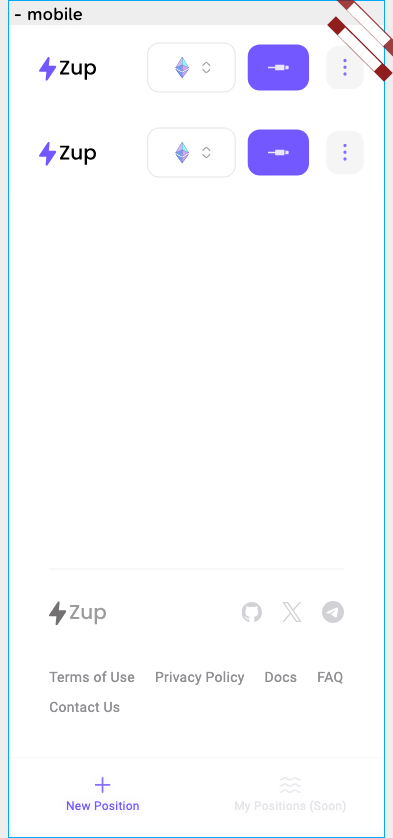 - mobile
Zup
Zup
Zup
Terms of Use Privacy Policy Docs FAQ
Contact Us
New Position My Positions (Soon)